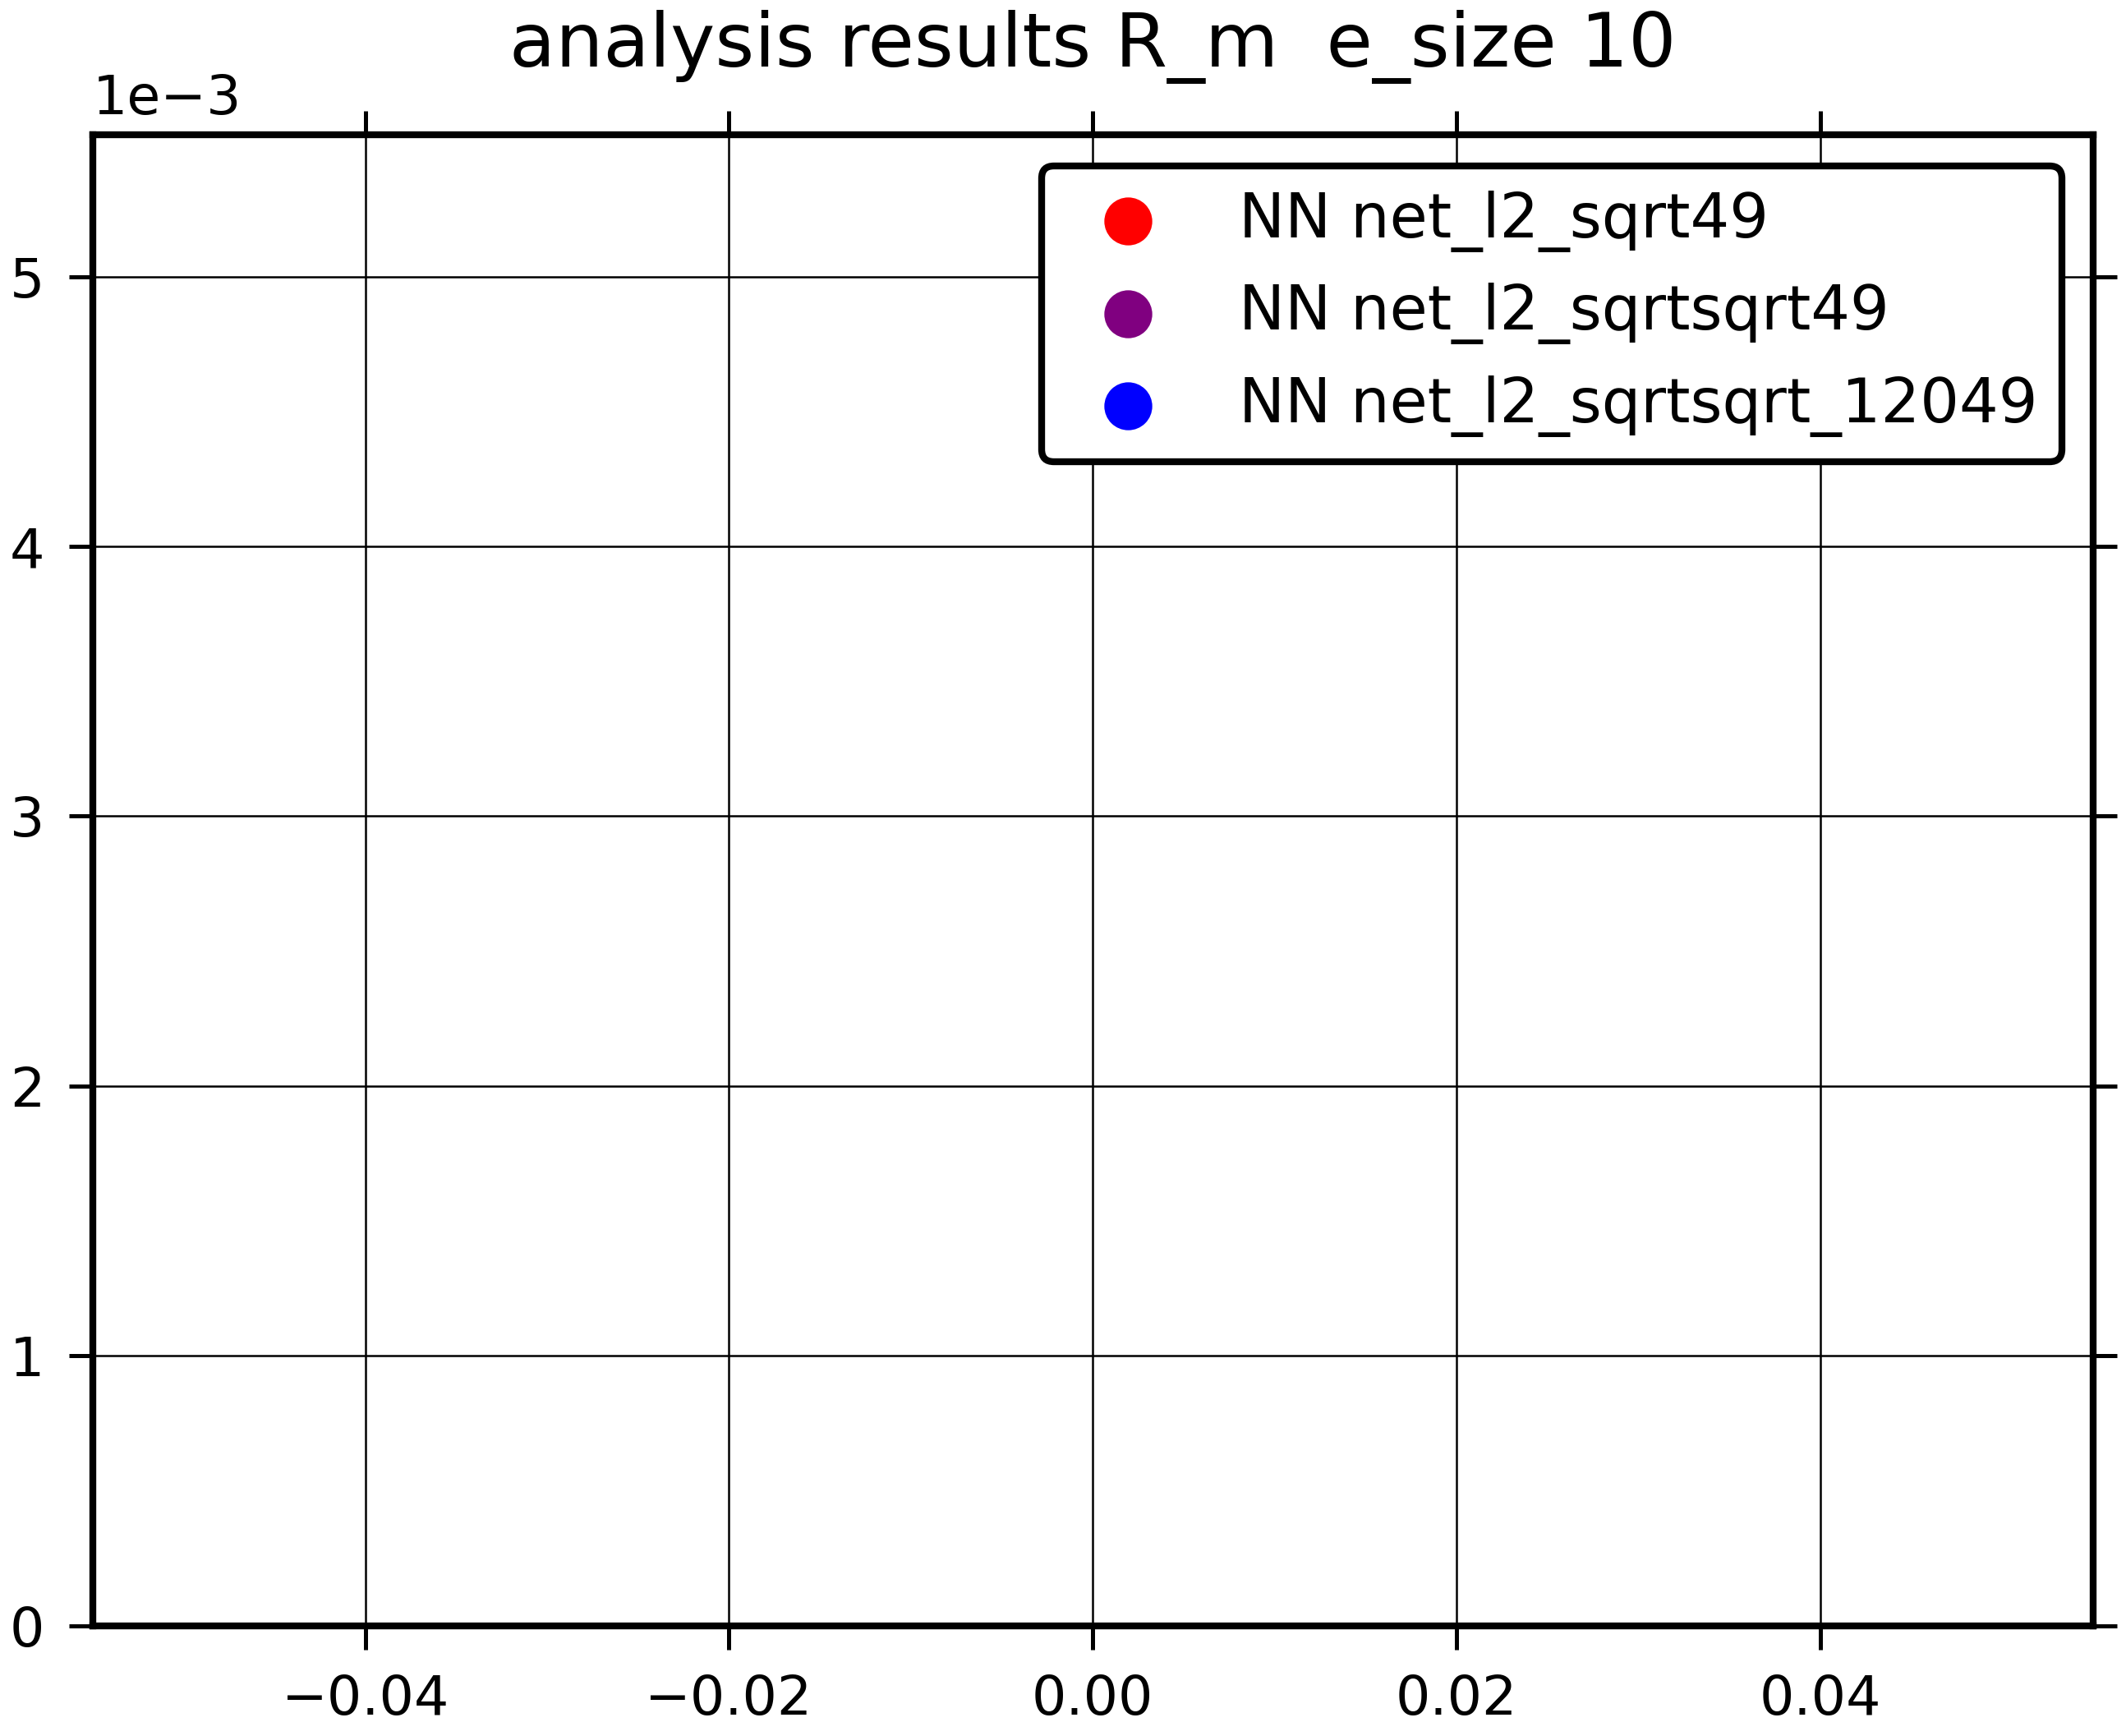 analysis results R_m  e_size 10
1e−3
NN net_l2_sqrt49
NN net_l2_sqrtsqrt49
NN net_l2_sqrtsqrt_12049
5
4
3
2
1
0
−0.04 −0.02 0.00 0.02 0.04